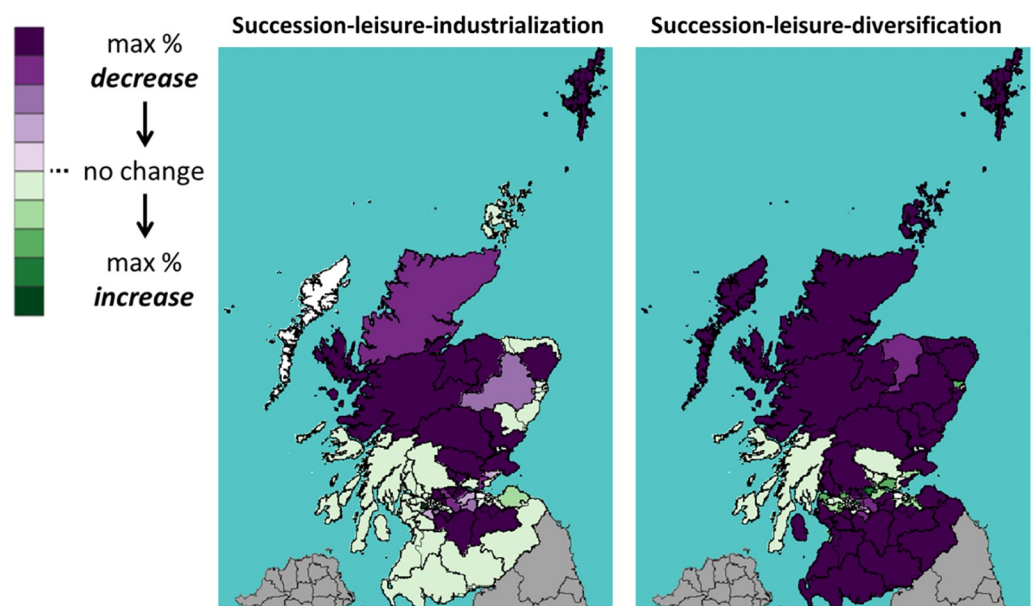 Succession-leisure-industrialization
Succession-leisure-diversification
max %
decrease
no change
max %
increase